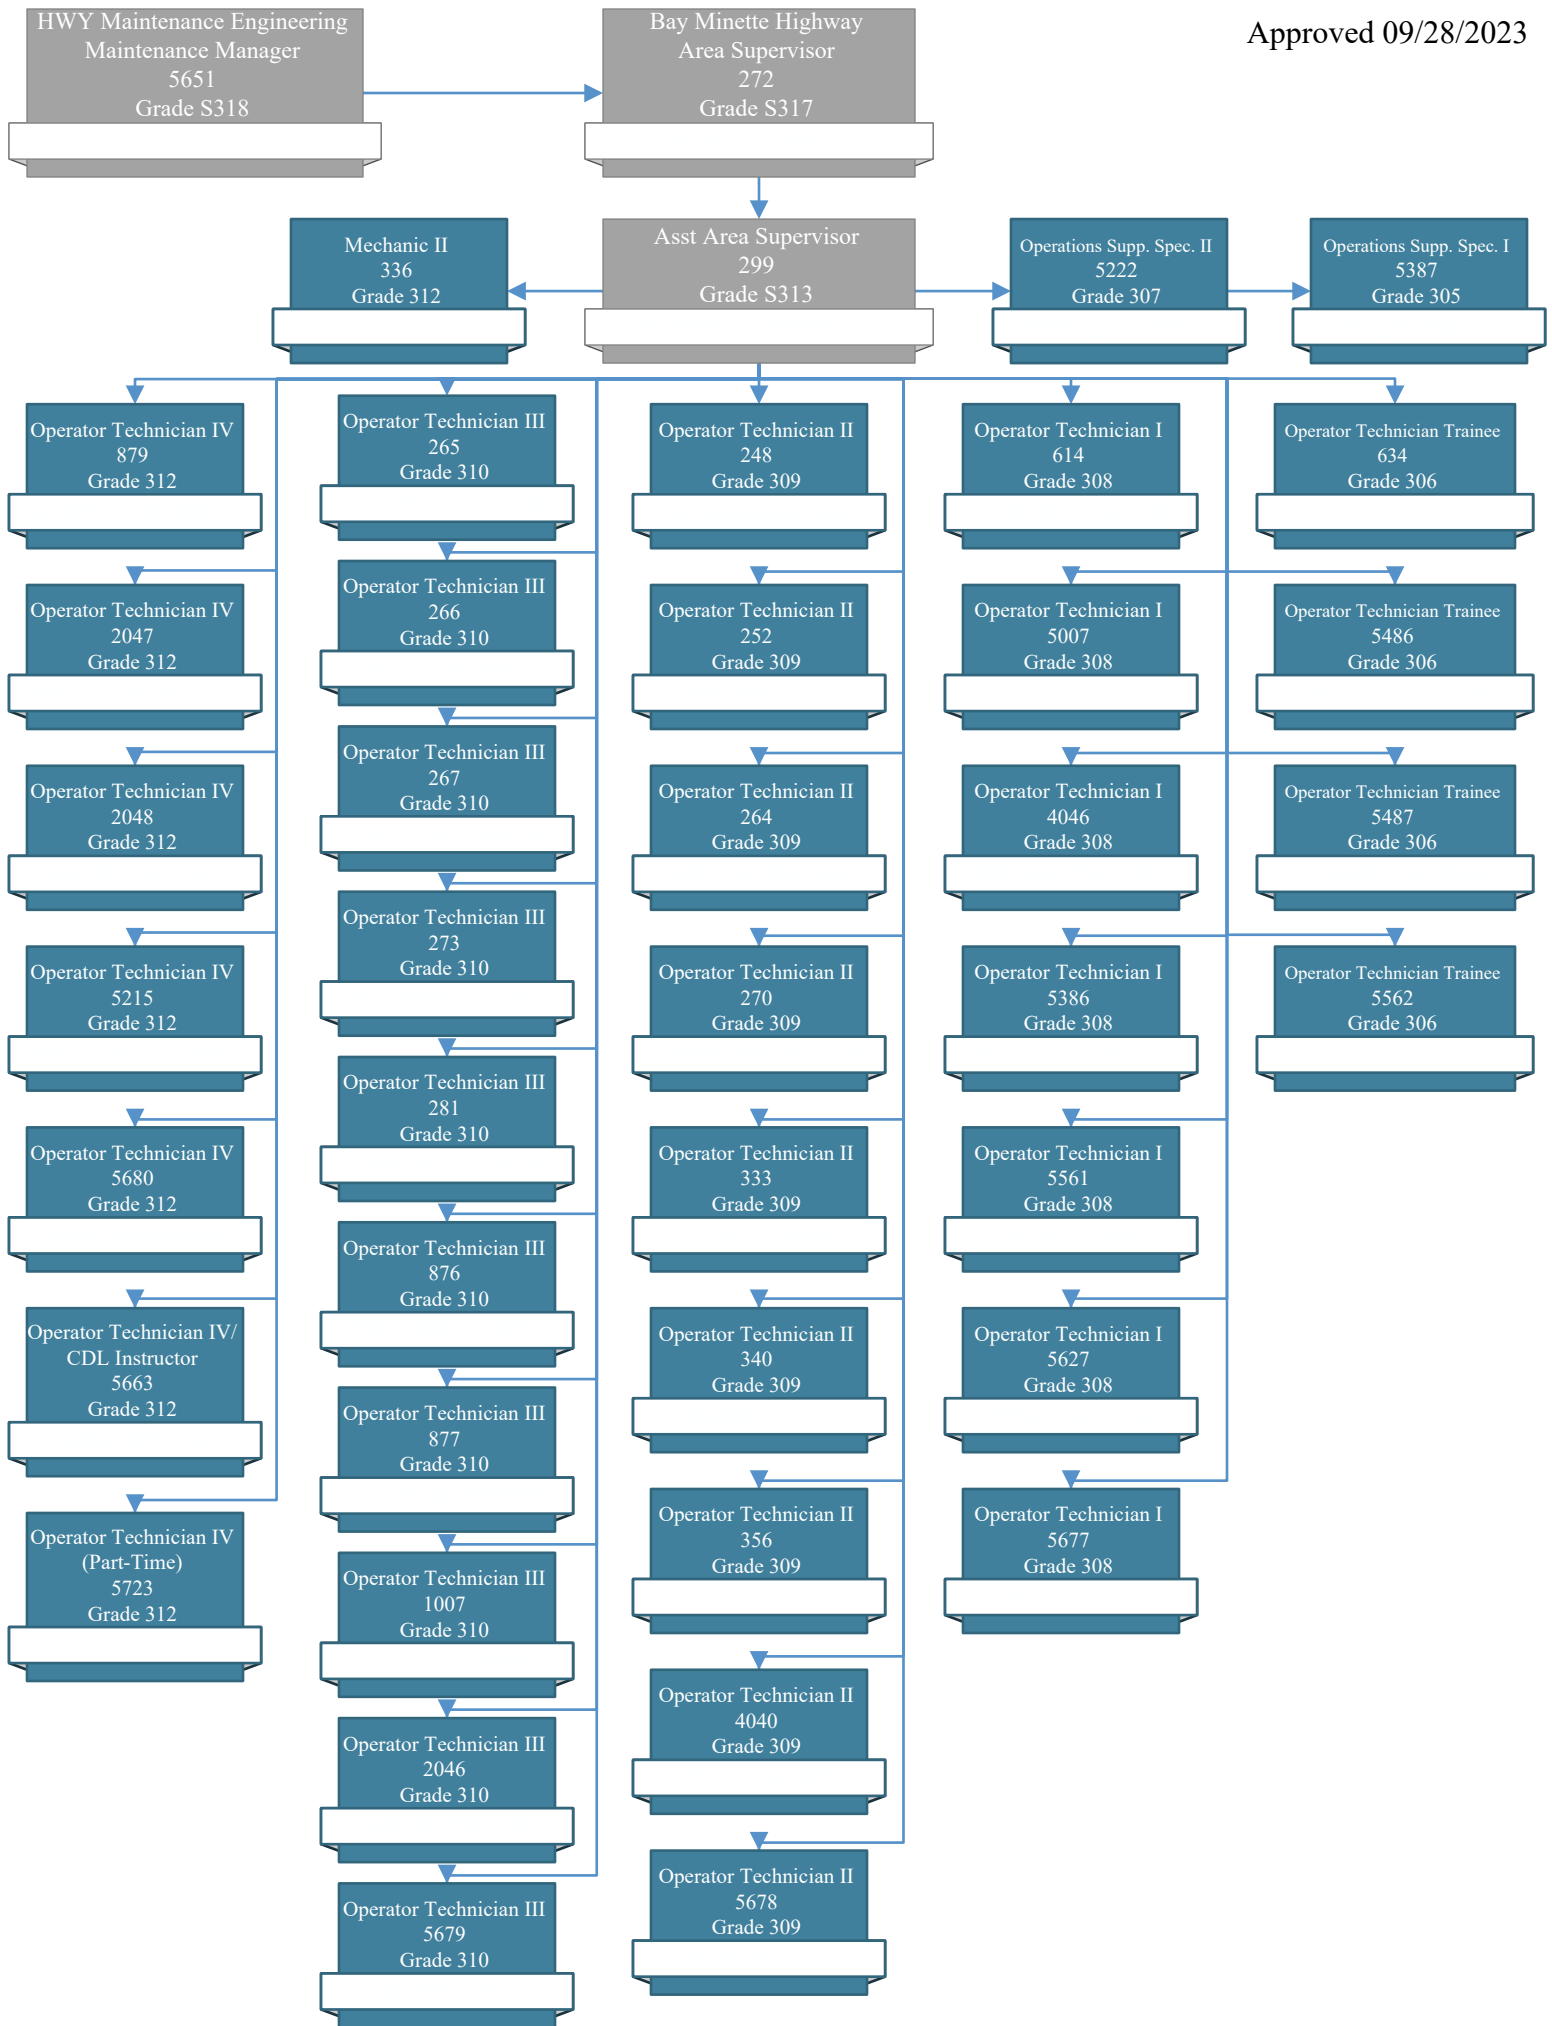 HWY Maintenance Engineering
Maintenance Manager
5651
Grade S318
Bay Minette Highway
Area Supervisor
272
Grade S317
Approved 09/28/2023
Mechanic II
336
Grade 312
Asst Area Supervisor
299
Grade S313
Operations Supp. Spec. II
5222
Grade 307
Operations Supp. Spec. I
5387
Grade 305
Operator Technician IV
879
Grade 312
Operator Technician IV
2047
Grade 312
Operator Technician IV
2048
Grade 312
Operator Technician IV
5215
Grade 312
Operator Technician IV
5680
Grade 312
Operator Technician IV/
CDL Instructor
5663
Grade 312
Operator Technician IV
(Part-Time)
5723
Grade 312
Operator Technician III
265
Grade 310
Operator Technician III
266
Grade 310
Operator Technician III
267
Grade 310
Operator Technician III
273
Grade 310
Operator Technician III
281
Grade 310
Operator Technician III
876
Grade 310
Operator Technician III
877
Grade 310
Operator Technician III
1007
Grade 310
Operator Technician III
2046
Grade 310
Operator Technician III
5679
Grade 310
Operator Technician II
248
Grade 309
Operator Technician II
252
Grade 309
Operator Technician II
264
Grade 309
Operator Technician II
270
Grade 309
Operator Technician II
333
Grade 309
Operator Technician II
340
Grade 309
Operator Technician II
356
Grade 309
Operator Technician II
4040
Grade 309
Operator Technician II
5678
Grade 309
Operator Technician I
614
Grade 308
Operator Technician I
5007
Grade 308
Operator Technician I
4046
Grade 308
Operator Technician I
5386
Grade 308
Operator Technician I
5561
Grade 308
Operator Technician I
5627
Grade 308
Operator Technician I
5677
Grade 308
Operator Technician Trainee
634
Grade 306
Operator Technician Trainee
5486
Grade 306
Operator Technician Trainee
5487
Grade 306
Operator Technician Trainee
5562
Grade 306